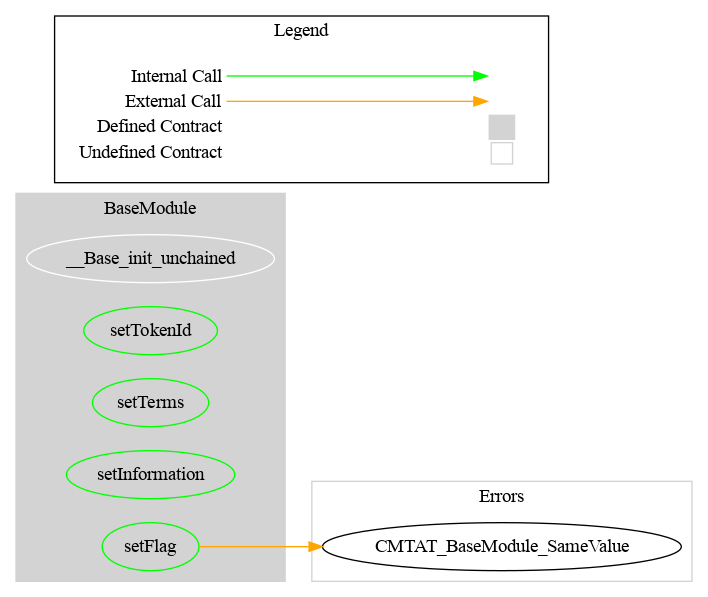 Legend
Internal Call
External Call
Defined Contract
Undefined Contract
BaseModule
__Base_init_unchained
setTokenId
setTerms
setInformation
setFlag
Errors
CMTAT_BaseModule_SameValue